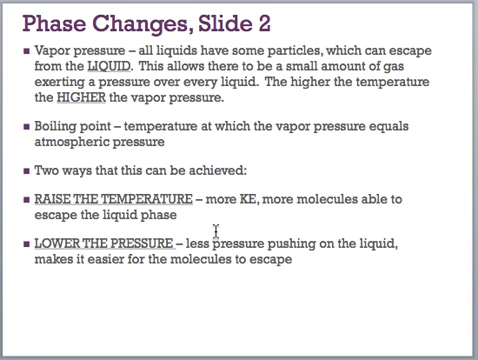 Phase Changes, Slide 2
Vapor pressure – all liquids have some particles, which can escape
from the LIQUID. This allows there to be a small amount of gas
exerting a pressure over every liquid. The higher the temperature
the HIGHER the vapor pressure.
Boiling point – temperature at which the vapor pressure equals
atmospheric pressure
Two ways that this can be achieved:
RAISE THE TEMPERATURE – more KE, more molecules able to
escape the liquid phase
LOWER THE PRESSURE – less pressure pushing on the liquid,
makes it easier for the molecules to escape